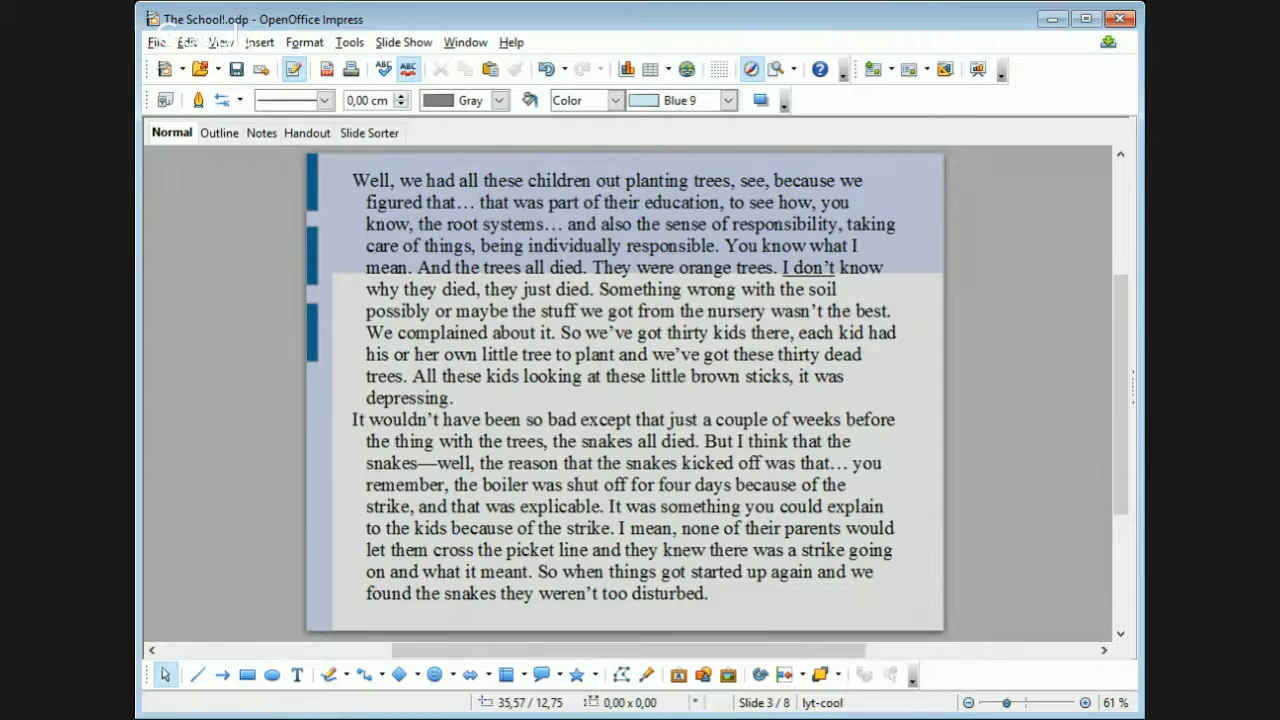 The School!.odp - OpenOffice Impress
File Edit View Insert Format Tools Slide Show Window Help
0,00 cm Gray Color Blue 9
Normal Outline Notes Handout Slide Sorter
Well, we had all these children out planting trees, see, because we
figured that… that was part of their education, to see how, you
know, the root systems… and also the sense of responsibility, taking
care of things, being individually responsible. You know what I
mean. And the trees all died. They were orange trees. I don’t know
why they died, they just died. Something wrong with the soil
possibly or maybe the stuff we got from the nursery wasn’t the best.
We complained about it. So we’ve got thirty kids there, each kid had
his or her own little tree to plant and we’ve got these thirty dead
trees. All these kids looking at these little brown sticks, it was
depressing.
It wouldn’t have been so bad except that just a couple of weeks before
the thing with the trees, the snakes all died. But I think that the
snakes—well, the reason that the snakes kicked off was that… you
remember, the boiler was shut off for four days because of the
strike, and that was explicable. It was something you could explain
to the kids because of the strike. I mean, none of their parents would
let them cross the picket line and they knew there was a strike going
on and what it meant. So when things got started up again and we
found the snakes they weren’t too disturbed.
35,57 / 12,75 0,00 x 0,00 * Slide 3 / 8 lyt-cool 61 %